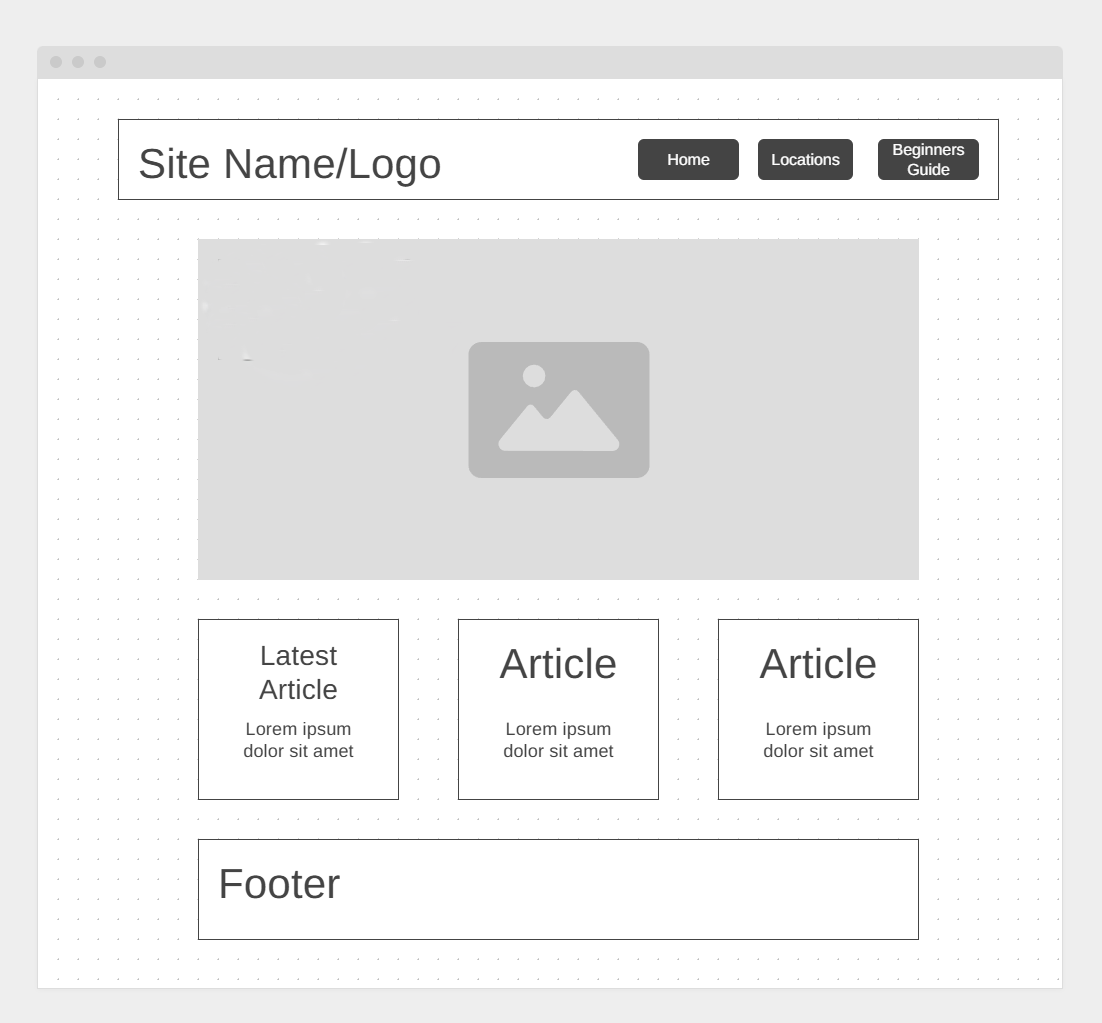 Site Name/Logo
Home
Locations
Beginners
Guide
Latest
Article
Lorem ipsum
dolor sit amet
Article
Lorem ipsum
dolor sit amet
Article
Lorem ipsum
dolor sit amet
Footer